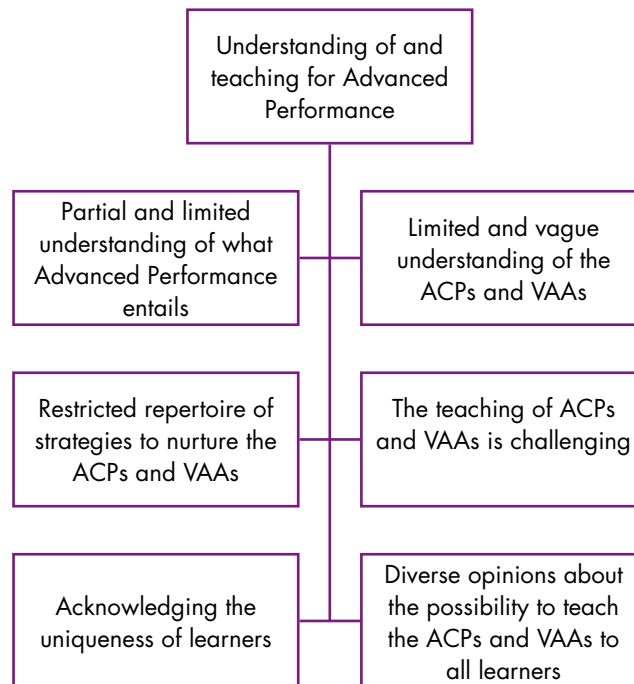 Understanding of and
teaching for Advanced
Performance
Partial and limited
understanding of what
Advanced Performance
entails
Limited and vague
understanding of the
ACPs and VAAs
Restricted repertoire of
strategies to nurture the
ACPs and VAAs
The teaching of ACPs
and VAAs is challenging
Acknowledging the
uniqueness of learners
Diverse opinions about
the possibility to teach
the ACPs and VAAs to
all learners